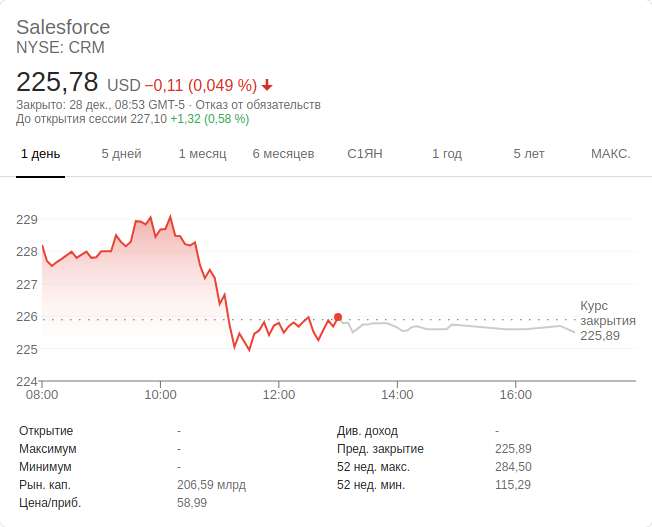 Salesforce
NYSE: CRM
225,78 USD −0,11 (0,049 %)
Закрыто: 28 дек., 08:53 GMT-5 · Отказ от обязательств
До открытия сессии 227,10 +1,32 (0,58 %)
1 день 5 дней 1 месяц 6 месяцев С1ЯН 1 год 5 лет МАКС.
229
228
227
226
225
224
Курс
закрытия
225,89
08:00 10:00 12:00 14:00 16:00
Открытие - Див. доход -
Максимум - Пред. закрытие 225,89
Минимум - 52 нед. макс. 284,50
Рын. кап. 206,59 млрд 52 нед. мин. 115,29
Цена/приб. 58,99